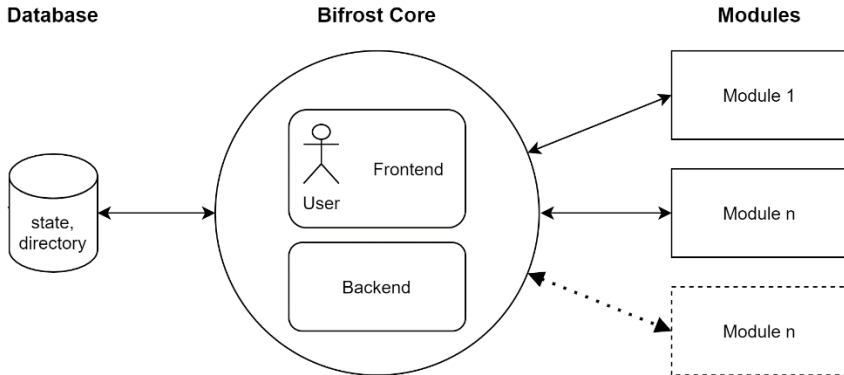 Database
Bifrost Core
Modules
Module 1
Frontend
User
state,
directory
Module n
Backend
Module n